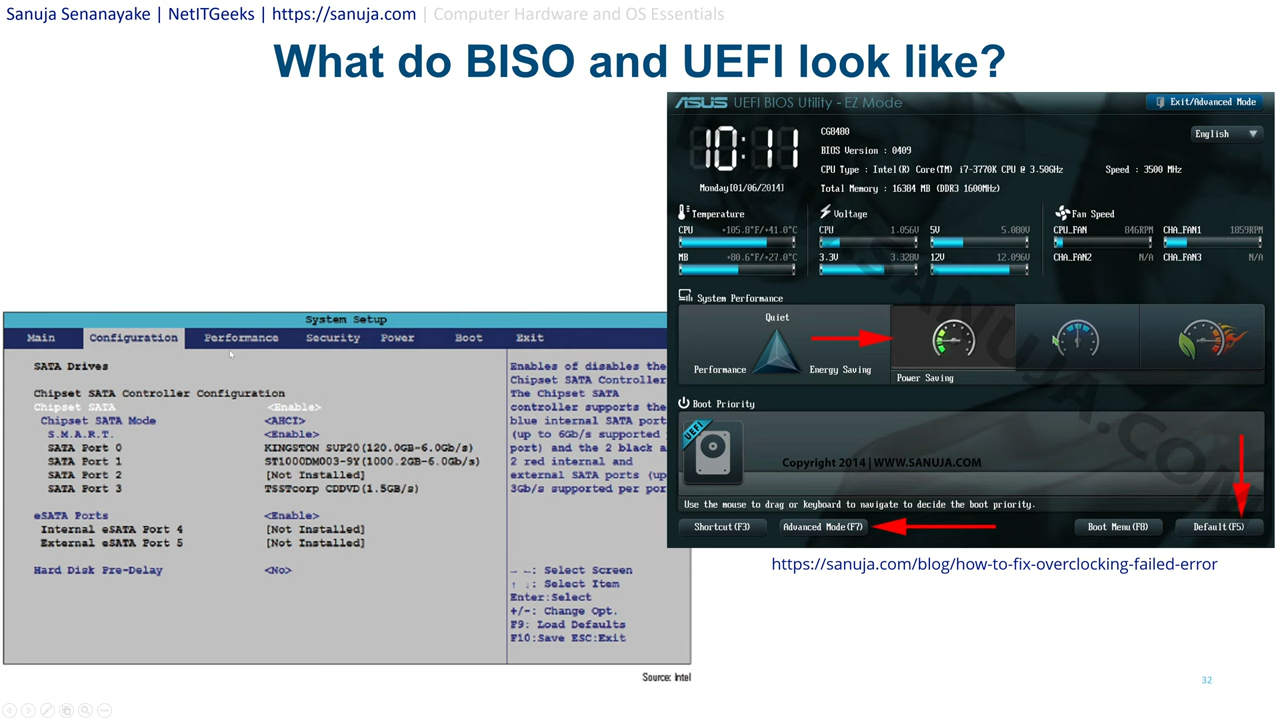 Sanuja Senanayake | NetITGeeks | https://sanuja.com | Computer Hardware and OS Essentials
What do BISO and UEFI look like?
System Setup
Main Configuration Performance Security Power Boot Exit
SATA Drives
Chipset SATA Controller Configuration
Chipset SATA <Enable>
Chipset SATA Mode <AHCI>
S.M.A.R.T. <Enable>
SATA Port 0 KINGSTON SUP20(120.0GB-6.0Gb/s)
SATA Port 1 ST1000DM003-9Y(1000.2GB-6.0Gb/s)
SATA Port 2 [Not Installed]
SATA Port 3 TSSTcorp CDDVD(1.5GB/s)
eSATA Ports <Enable>
Internal eSATA Port 4 [Not Installed]
External eSATA Port 5 [Not Installed]
Hard Disk Pre-Delay <No>
Enables of disables the
Chipset SATA Controller
The Chipset SATA
controller supports the
blue internal SATA port
(up to 6Gb/s supported
port) and the 2 black a
2 red internal and
external SATA ports (up
3Gb/s supported per por
→ ←: Select Screen
↑ ↓: Select Item
Enter:Select
+/-: Change Opt.
F9: Load Defaults
F10:Save ESC:Exit
Source: Intel
ASUS UEFI BIOS Utility - EZ Mode
Exit/Advanced Mode
10:11
Monday[01/06/2014]
CG8480
BIOS Version : 0409
CPU Type : Intel(R) Core(TM) i7-3770K CPU @ 3.50GHz Speed : 3500 MHz
Total Memory : 16384 MB (DDR3 1600MHz)
English
Temperature
CPU +105.8°F/+41.0°C
MB +80.6°F/+27.0°C
Voltage
CPU 1.056V 5V 5.080V
3.3V 3.328V 12V 12.096V
Fan Speed
CPU_FAN 846RPM CHA_FAN1 1859RPM
CHA_FAN2 N/A CHA_FAN3 N/A
System Performance
Quiet
Performance Energy Saving
Power Saving
Boot Priority
UEFI
Copyright 2014 | WWW.SANUJA.COM
Use the mouse to drag or Keyboard to navigate to decide the boot priority.
Shortcut(F3) Advanced Mode(F7) Boot Menu(F8) Default(F5)
https://sanuja.com/blog/how-to-fix-overclocking-failed-error
32